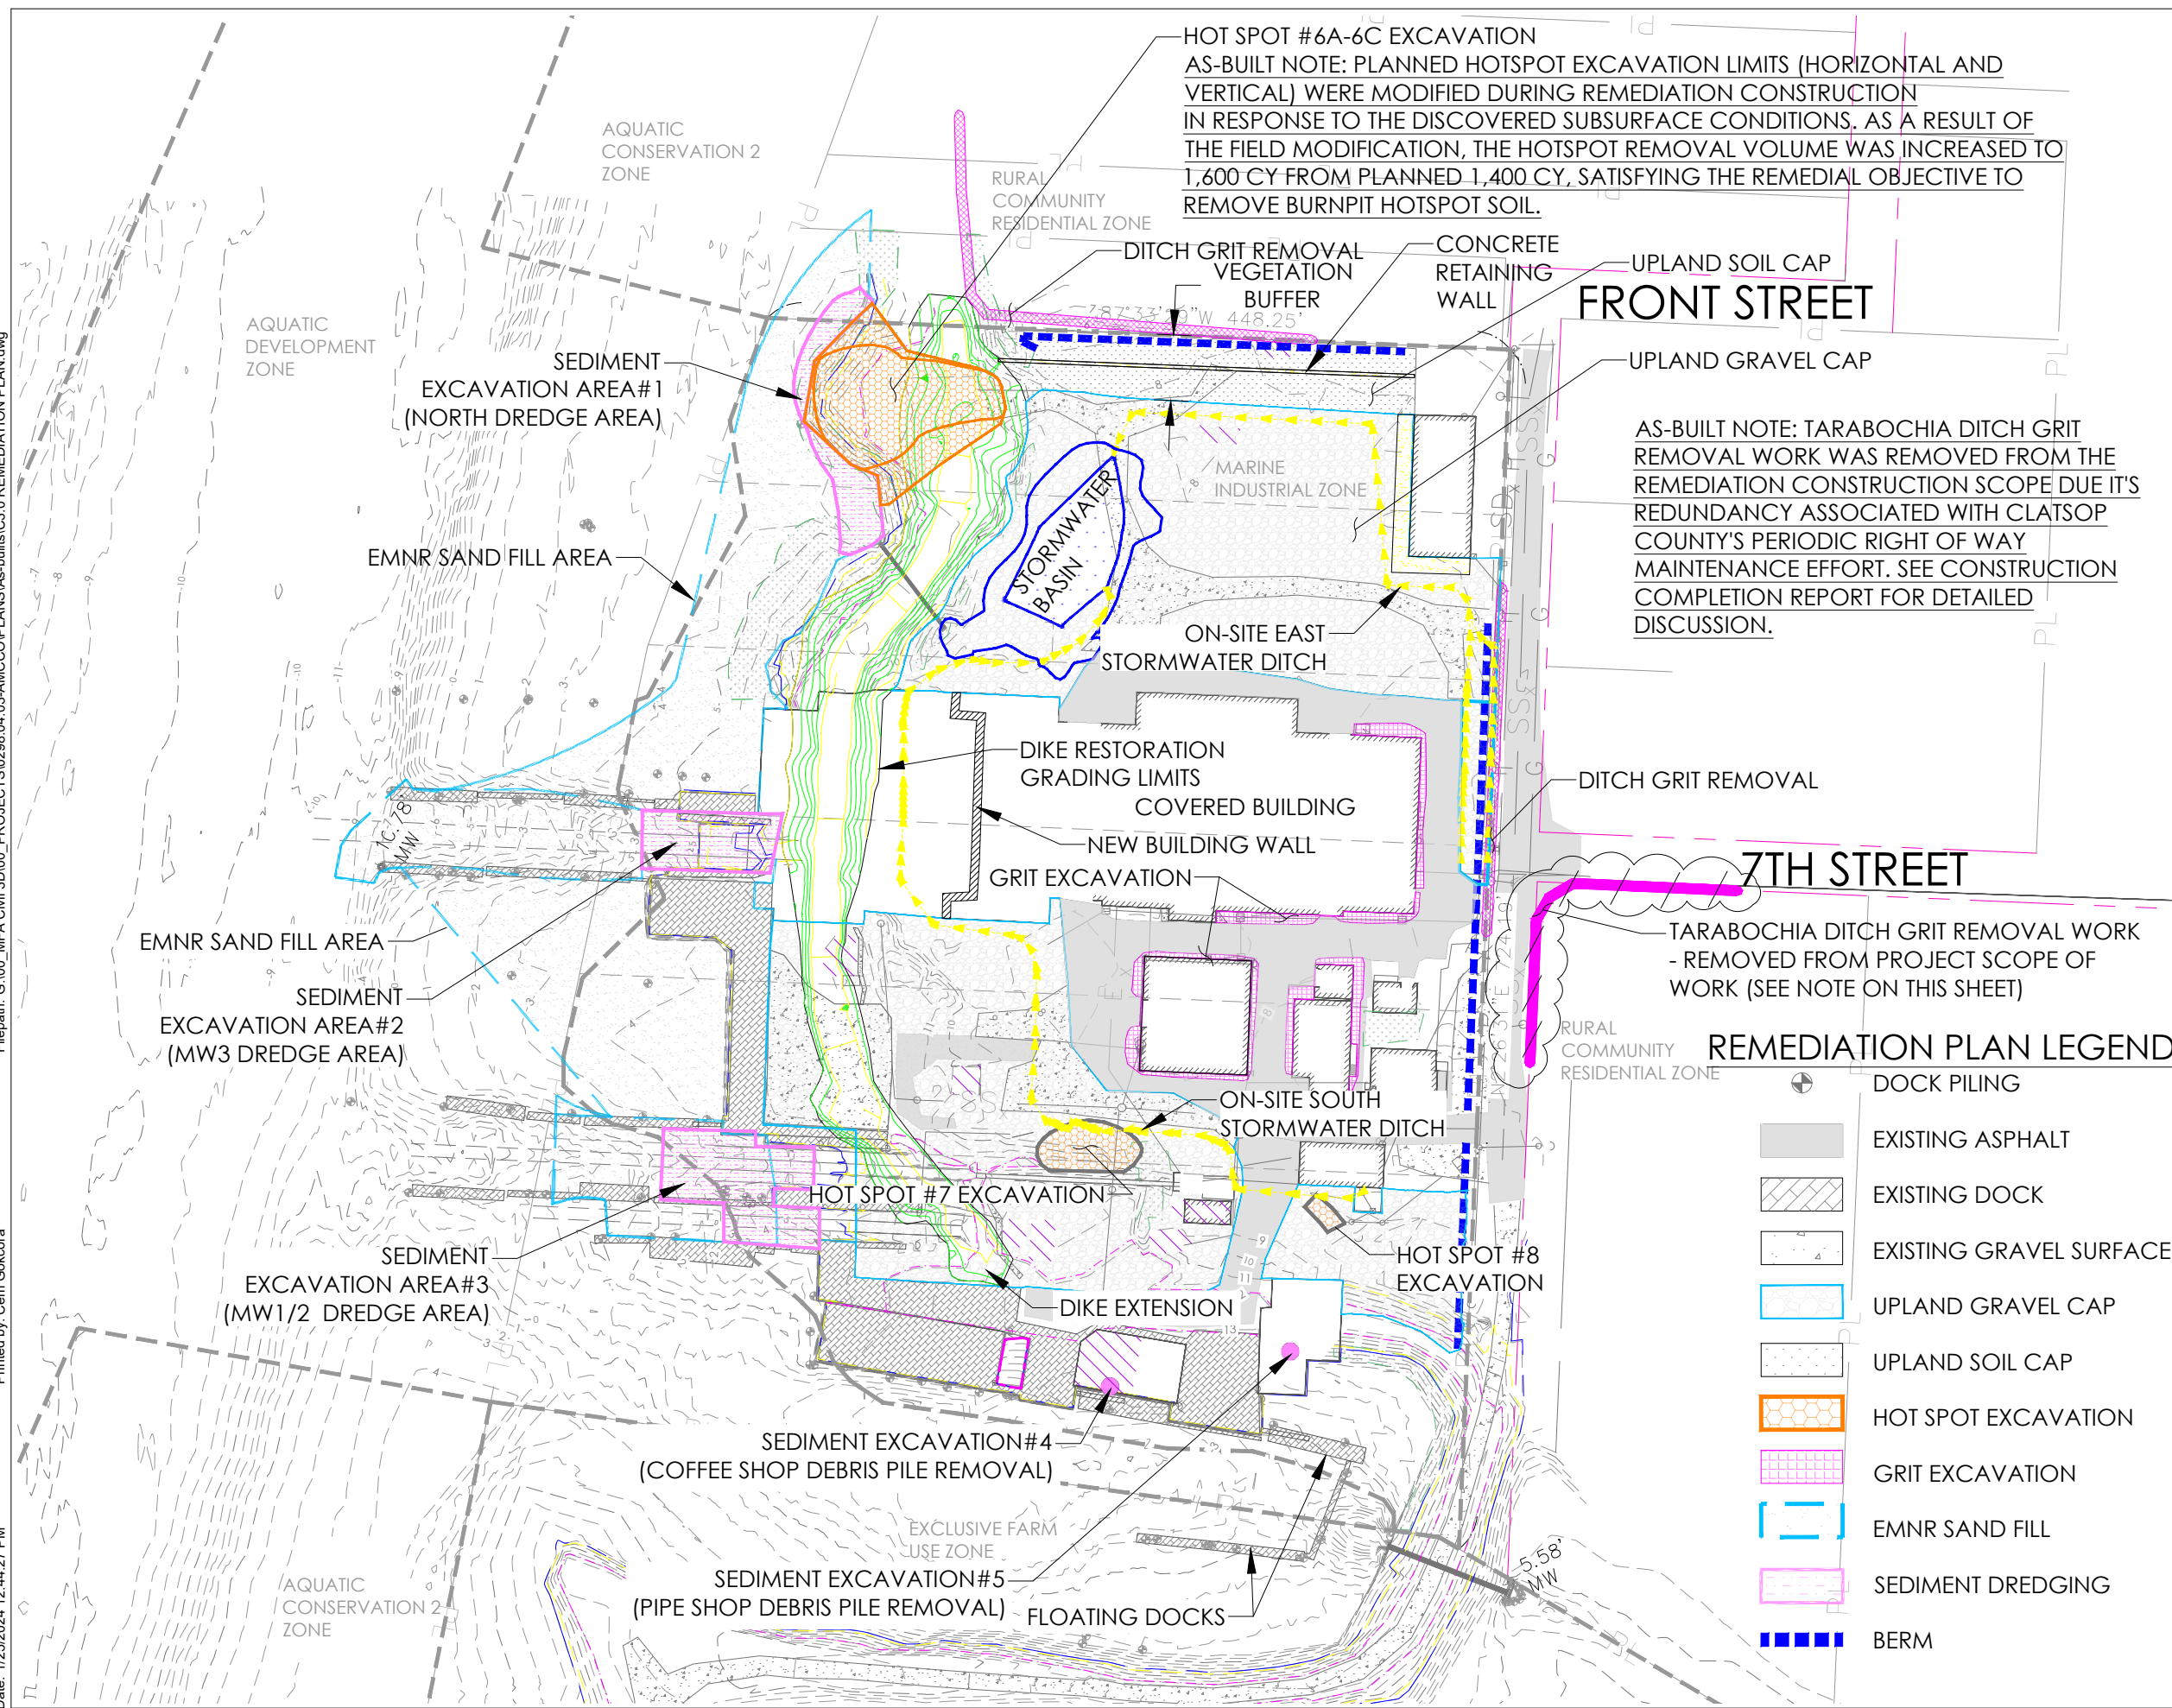 HOT SPOT #6A-6C EXCAVATION
AS-BUILT NOTE: PLANNED HOTSPOT EXCAVATION LIMITS (HORIZONTAL AND
VERTICAL) WERE MODIFIED DURING REMEDIATION CONSTRUCTION
IN RESPONSE TO THE DISCOVERED SUBSURFACE CONDITIONS. AS A RESULT OF
THE FIELD MODIFICATION, THE HOTSPOT REMOVAL VOLUME WAS INCREASED TO
1,600 CY FROM PLANNED 1,400 CY, SATISFYING THE REMEDIAL OBJECTIVE TO
REMOVE BURNPIT HOTSPOT SOIL.
AQUATIC
CONSERVATION 2
ZONE
RURAL
COMMUNITY
RESIDENTIAL ZONE
DITCH GRIT REMOVAL
VEGETATION
BUFFER
CONCRETE
RETAINING
WALL
UPLAND SOIL CAP
FRONT STREET
448.25'
AQUATIC
DEVELOPMENT
ZONE
SEDIMENT
EXCAVATION AREA#1
(NORTH DREDGE AREA)
UPLAND GRAVEL CAP
AS-BUILT NOTE: TARABOCHIA DITCH GRIT
REMOVAL WORK WAS REMOVED FROM THE
REMEDIATION CONSTRUCTION SCOPE DUE IT'S
REDUNDANCY ASSOCIATED WITH CLATSOP
COUNTY'S PERIODIC RIGHT OF WAY
MAINTENANCE EFFORT. SEE CONSTRUCTION
COMPLETION REPORT FOR DETAILED
DISCUSSION.
MARINE
INDUSTRIAL ZONE
STORMWATER
BASIN
EMNR SAND FILL AREA
ON-SITE EAST
STORMWATER DITCH
DIKE RESTORATION
GRADING LIMITS
COVERED BUILDING
NEW BUILDING WALL
DITCH GRIT REMOVAL
GRIT EXCAVATION
7TH STREET
TARABOCHIA DITCH GRIT REMOVAL WORK
- REMOVED FROM PROJECT SCOPE OF
WORK (SEE NOTE ON THIS SHEET)
EMNR SAND FILL AREA
SEDIMENT
EXCAVATION AREA#2
(MW3 DREDGE AREA)
RURAL
COMMUNITY
RESIDENTIAL ZONE
ON-SITE SOUTH
STORMWATER DITCH
HOT SPOT #7 EXCAVATION
HOT SPOT #8
EXCAVATION
SEDIMENT
EXCAVATION AREA#3
(MW1/2 DREDGE AREA)
DIKE EXTENSION
SEDIMENT EXCAVATION#4
(COFFEE SHOP DEBRIS PILE REMOVAL)
EXCLUSIVE FARM
USE ZONE
SEDIMENT EXCAVATION#5
(PIPE SHOP DEBRIS PILE REMOVAL)
FLOATING DOCKS
5.58'
MW
AQUATIC
CONSERVATION 2
ZONE
REMEDIATION PLAN LEGEND
DOCK PILING
EXISTING ASPHALT
EXISTING DOCK
EXISTING GRAVEL SURFACE
UPLAND GRAVEL CAP
UPLAND SOIL CAP
HOT SPOT EXCAVATION
GRIT EXCAVATION
EMNR SAND FILL
SEDIMENT DREDGING
BERM